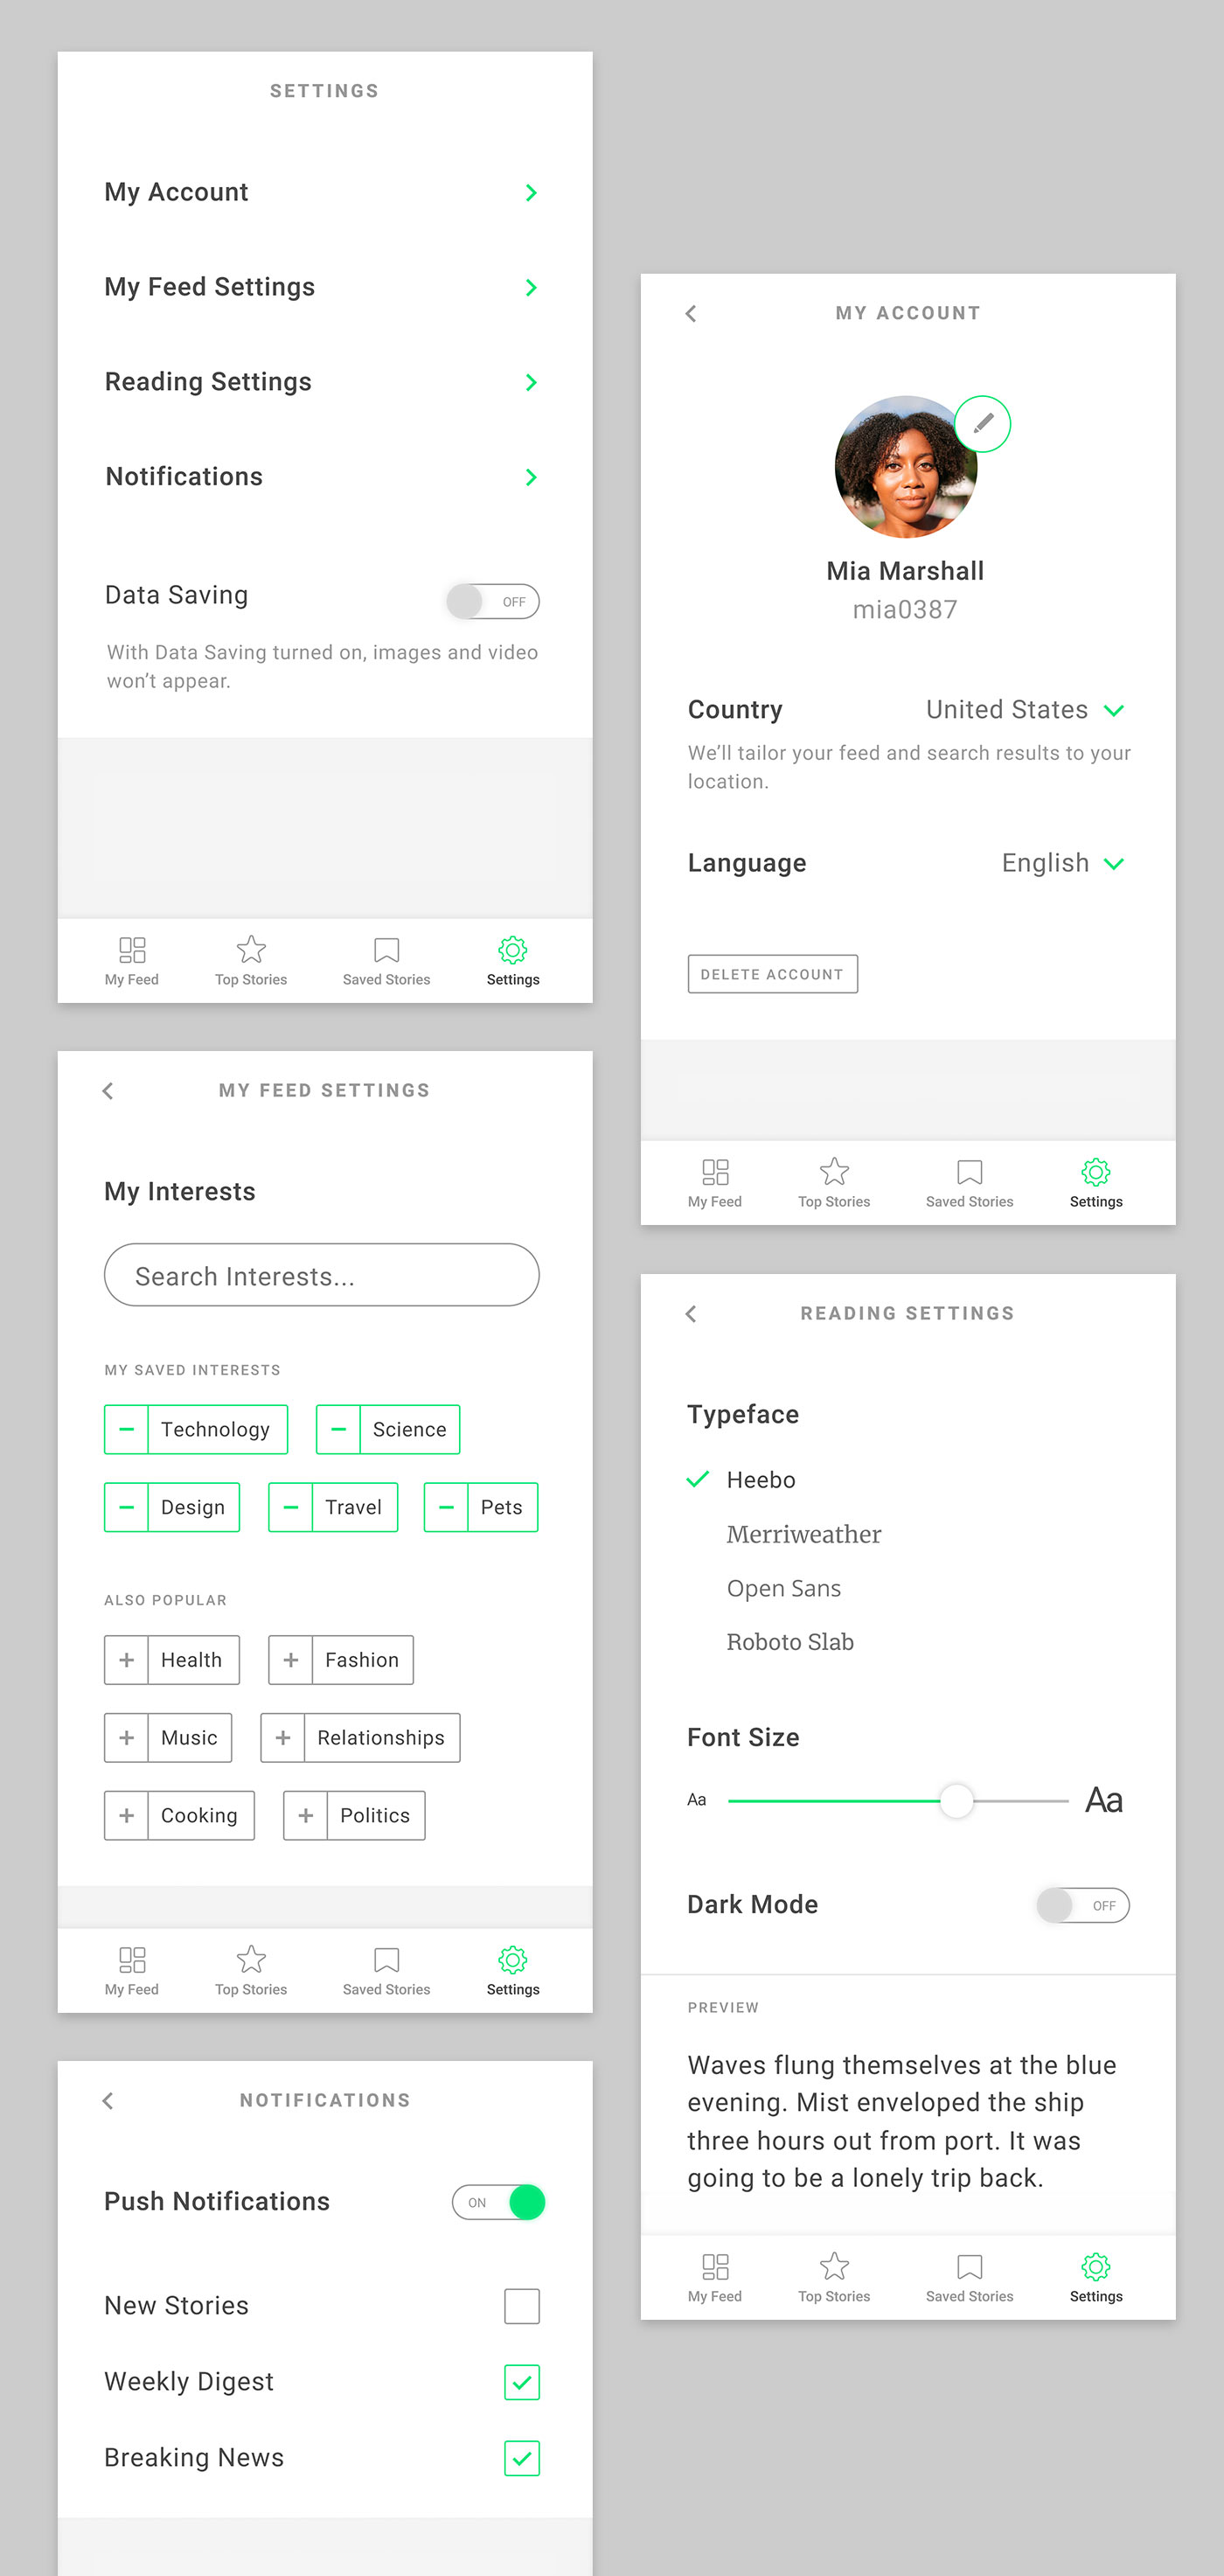 SETTINGS
My Account
My Feed Settings
Reading Settings
Notifications
Data Saving
OFF
With Data Saving turned on, images and video
won’t appear.
My Feed
Top Stories
Saved Stories
Settings
MY ACCOUNT
Mia Marshall
mia0387
Country
United States
We’ll tailor your feed and search results to your
location.
Language
English
DELETE ACCOUNT
My Feed
Top Stories
Saved Stories
Settings
MY FEED SETTINGS
My Interests
Search Interests...
MY SAVED INTERESTS
Technology
Science
Design
Travel
Pets
ALSO POPULAR
Health
Fashion
Music
Relationships
Cooking
Politics
My Feed
Top Stories
Saved Stories
Settings
READING SETTINGS
Typeface
Heebo
Merriweather
Open Sans
Roboto Slab
Font Size
Aa
Aa
Dark Mode
OFF
PREVIEW
Waves flung themselves at the blue
evening. Mist enveloped the ship
three hours out from port. It was
going to be a lonely trip back.
My Feed
Top Stories
Saved Stories
Settings
NOTIFICATIONS
Push Notifications
ON
New Stories
Weekly Digest
Breaking News